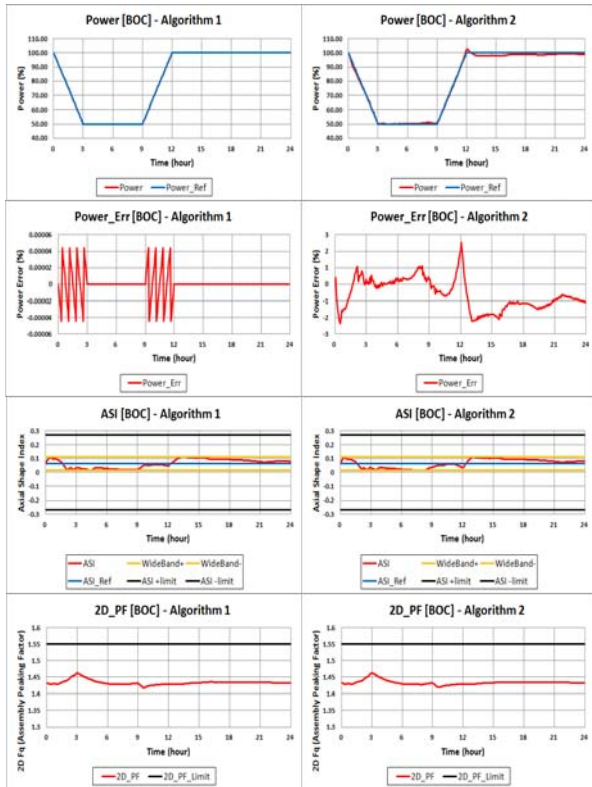 Power [BOC] - Algorithm 1
110.00
100.00
90.00
80.00
70.00
60.00
50.00
40.00
Power [%]
0 3 6 9 12 15 18 21 24
Time (hour)
Power Power_Ref
Power [BOC] - Algorithm 2
110.00
100.00
90.00
80.00
70.00
60.00
50.00
40.00
Power [%]
0 3 6 9 12 15 18 21 24
Time (hour)
Power Power_Ref
Power_Err [BOC] - Algorithm 1
0.00006
0.00004
0.00002
0
-0.00002
-0.00004
-0.00006
Power Error [%]
0 3 6 9 12 15 18 21 24
Time (hour)
Power_Err
Power_Err [BOC] - Algorithm 2
3
2
1
0
-1
-2
-3
Power Error [%]
0 3 6 9 12 15 18 21 24
Time (hour)
Power_Err
ASI [BOC] - Algorithm 1
0.3
0.2
0.1
0
-0.1
-0.2
-0.3
Axial Shape Index
0 3 6 9 12 15 18 21 24
Time (hour)
ASI WideBand+ WideBand-
ASI_Ref ASI +limit ASI -limit
ASI [BOC] - Algorithm 2
0.3
0.2
0.1
0
-0.1
-0.2
-0.3
Axial Shape Index
0 3 6 9 12 15 18 21 24
Time (hour)
ASI WideBand+ WideBand-
ASI_Ref ASI +limit ASI -limit
2D_PF [BOC] - Algorithm 1
1.6
1.55
1.5
1.45
1.4
1.35
1.3
2D Fq (Assembly Peaking Factor)
0 3 6 9 12 15 18 21 24
Time (hour)
2D_PF 2D_PF_Limit
2D_PF [BOC] - Algorithm 2
1.6
1.55
1.5
1.45
1.4
1.35
1.3
2D Fq (Assembly Peaking Factor)
0 3 6 9 12 15 18 21 24
Time (hour)
2D_PF 2D_PF_Limit